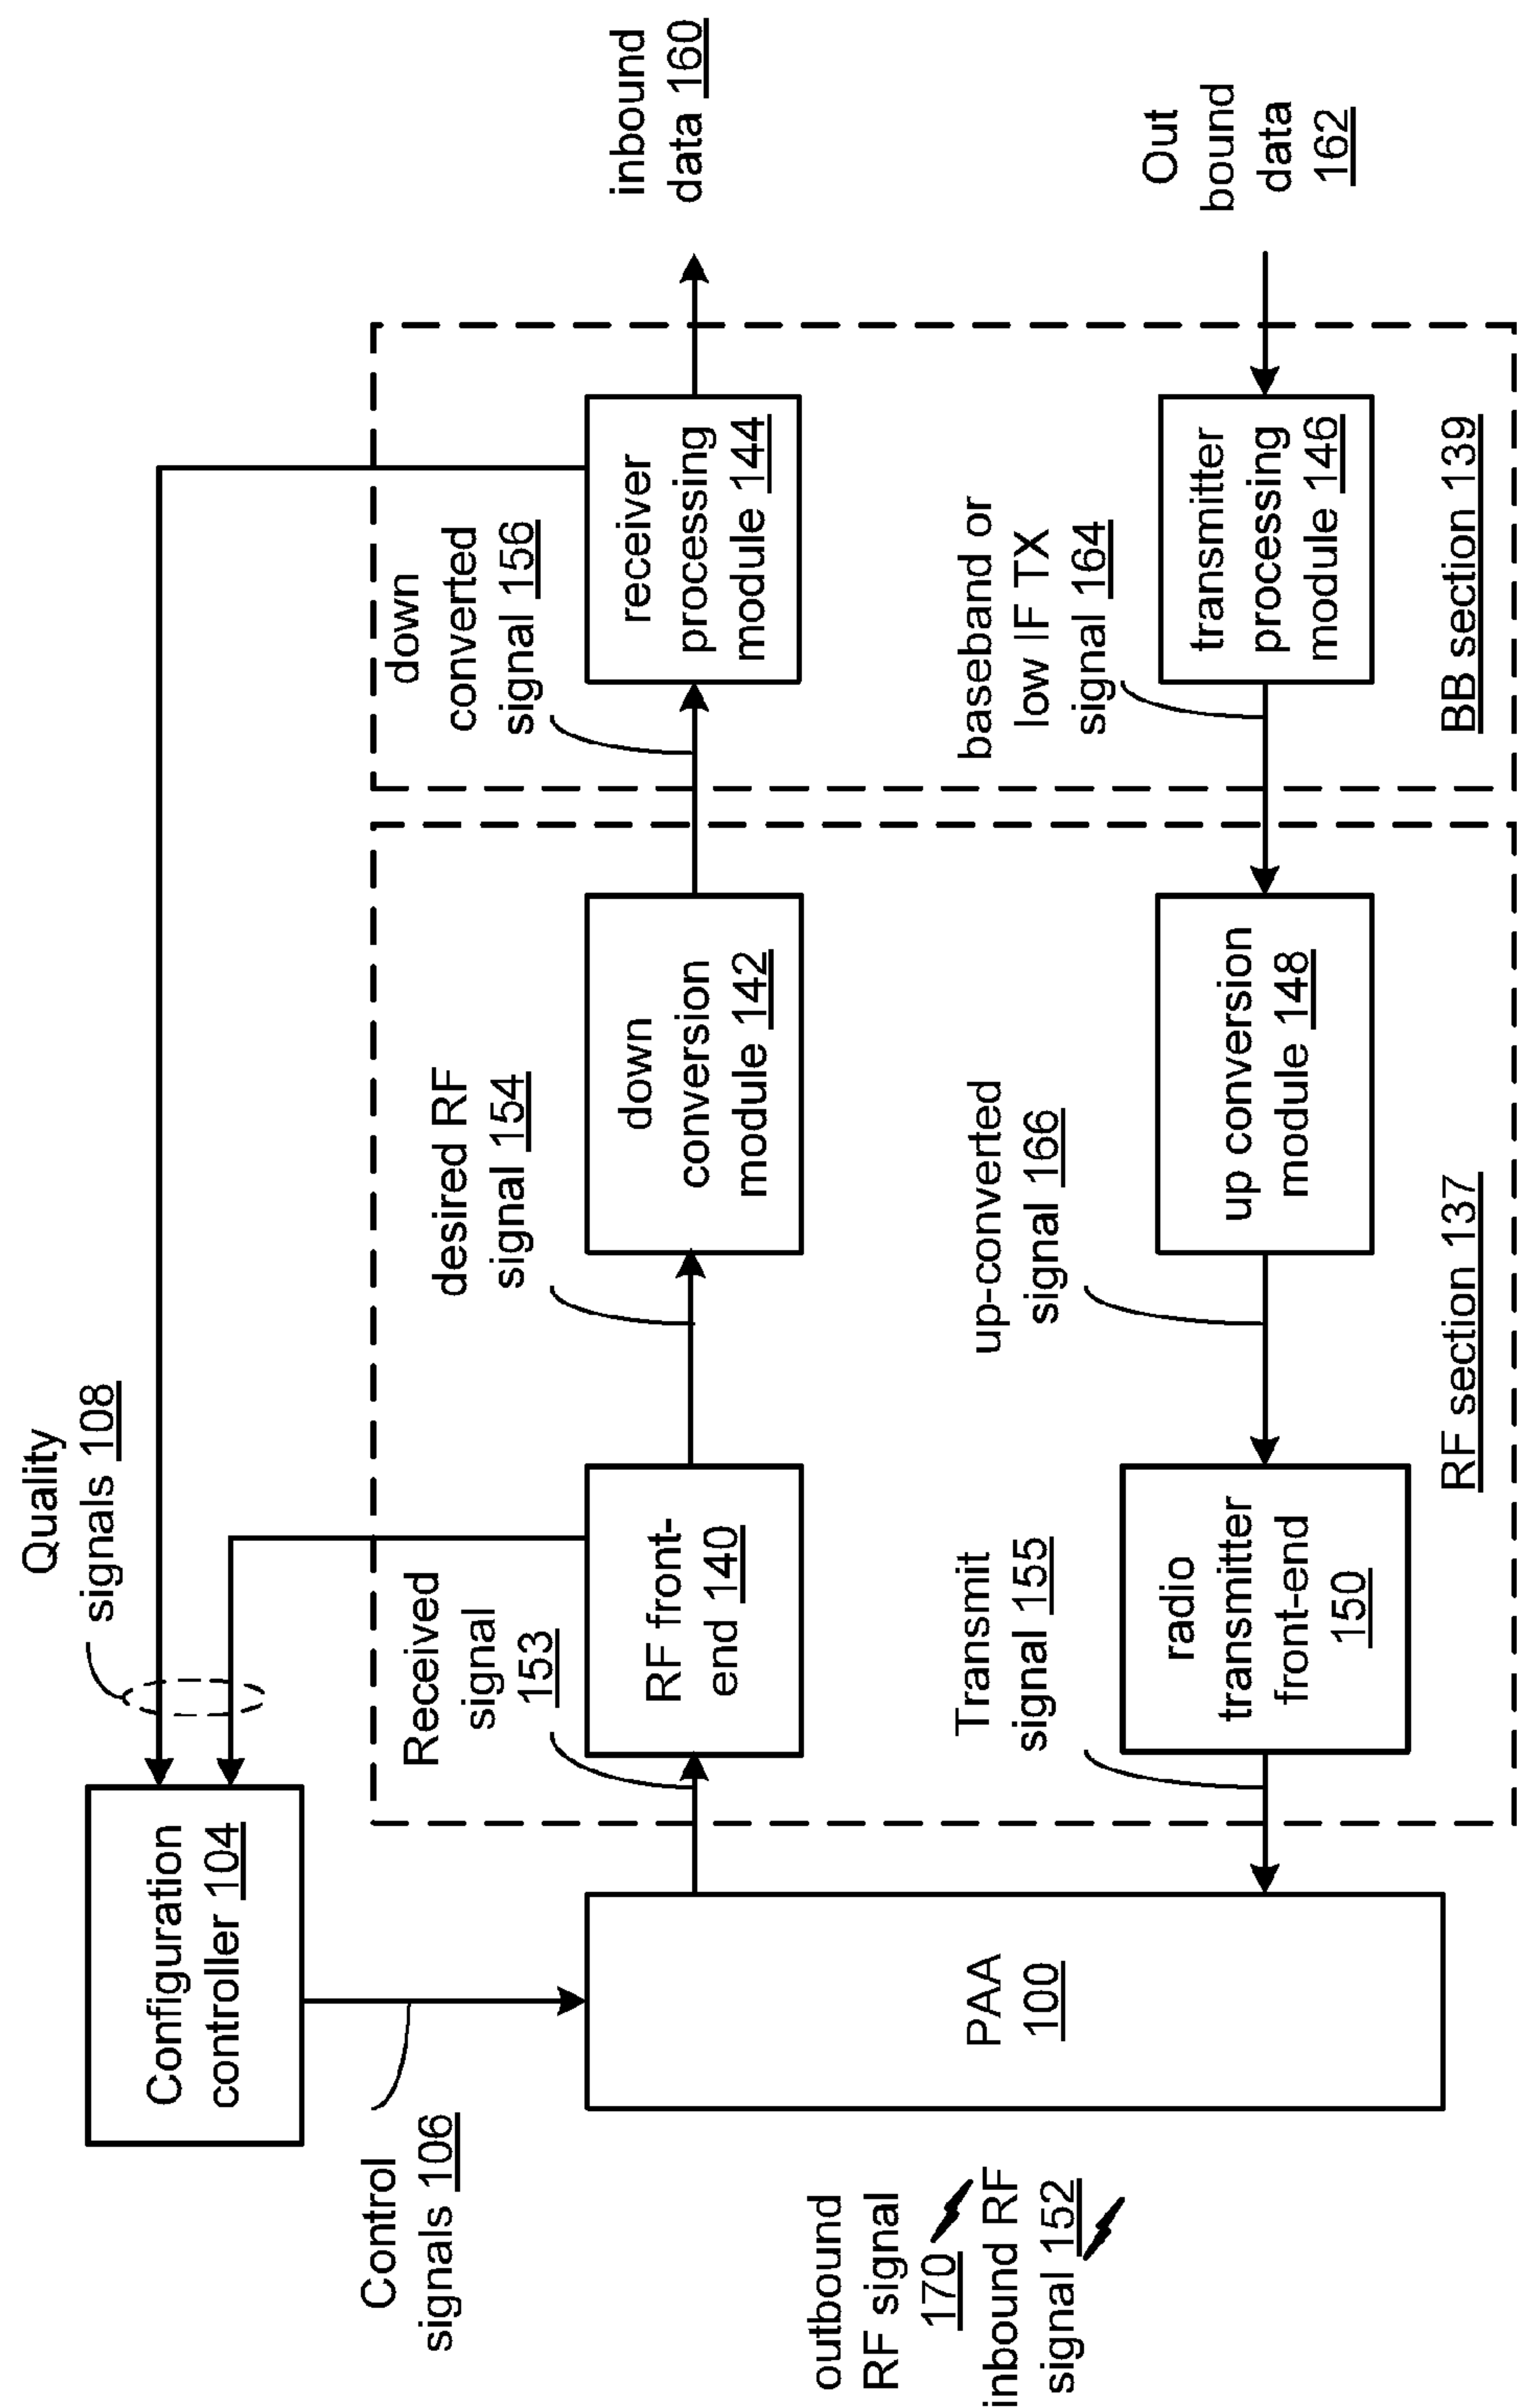 Quality
signals 108
Configuration
controller 104
Control
signals 106
Received
signal
153
desired RF
signal 154
down
converted
signal 156
RF front-
end 140
down
conversion
module 142
receiver
processing
module 144
inbound
data 160
outbound
RF signal
170
inbound RF
signal 152
PAA
100
Transmit
signal 155
up-converted
signal 166
baseband or
low IF TX
signal 164
radio
transmitter
front-end
150
up conversion
module 148
transmitter
processing
module 146
Out
bound
data
162
RF section 137
BB section 139